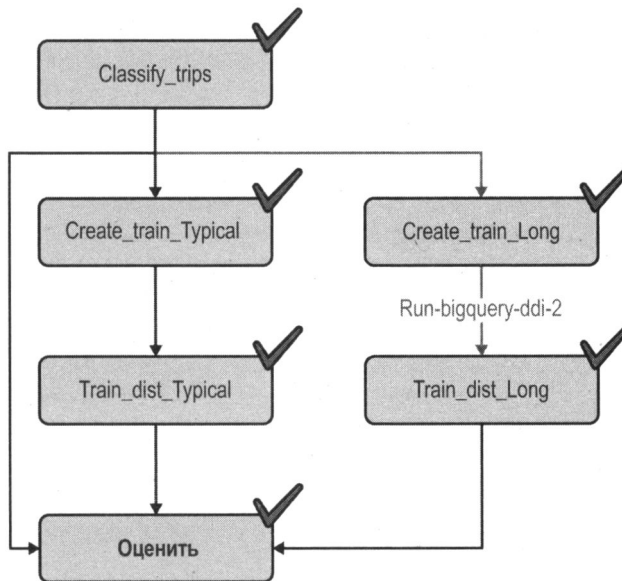 Classify_trips
Create_train_Typical
Create_train_Long
Run-bigquery-ddi-2
Train_dist_Typical
Train_dist_Long
Оценить